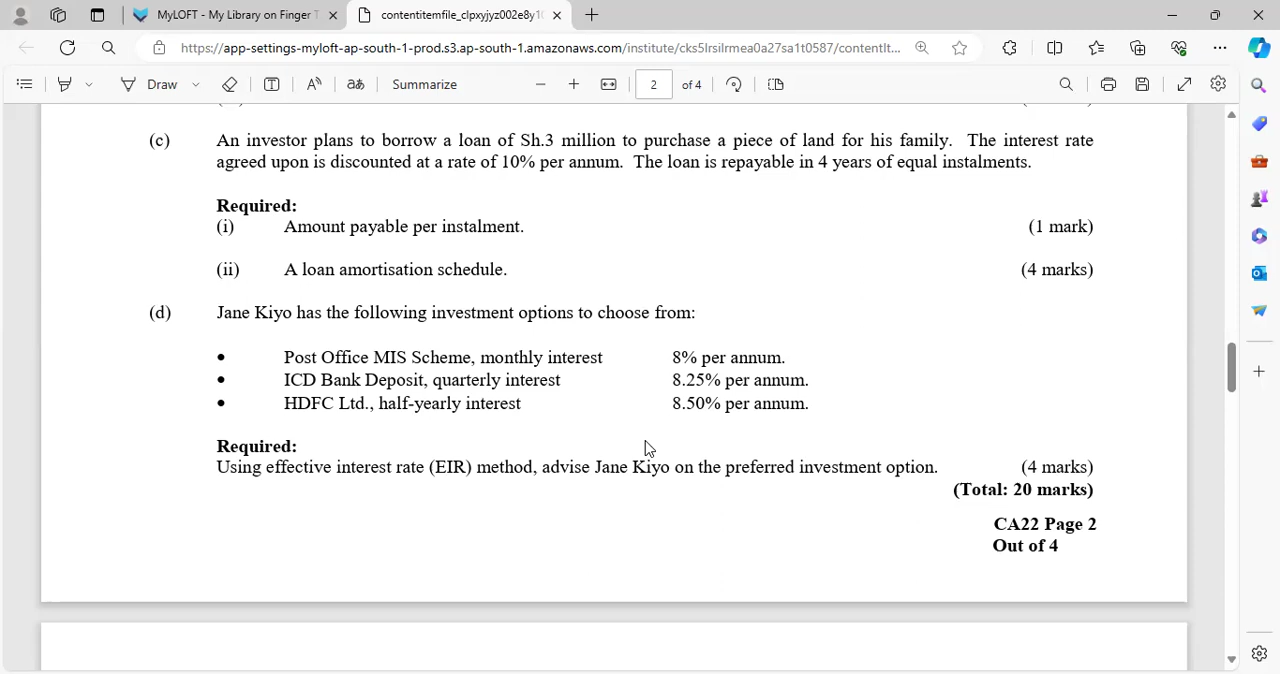 MyLOFT - My Library on Finger T
contentitemfile_clpxyjyz002e8y1
https://app-settings-myloft-ap-south-1-prod.s3.ap-south-1.amazonaws.com/institute/cks5lrsilrmea0a27sa1t0587/contentIt...
Draw
Summarize
2 of 4
(c) An investor plans to borrow a loan of Sh.3 million to purchase a piece of land for his family. The interest rate
agreed upon is discounted at a rate of 10% per annum. The loan is repayable in 4 years of equal instalments.
Required:
(i) Amount payable per instalment. (1 mark)
(ii) A loan amortisation schedule. (4 marks)
(d) Jane Kiyo has the following investment options to choose from:
• Post Office MIS Scheme, monthly interest 8% per annum.
• ICD Bank Deposit, quarterly interest 8.25% per annum.
• HDFC Ltd., half-yearly interest 8.50% per annum.
Required:
Using effective interest rate (EIR) method, advise Jane Kiyo on the preferred investment option. (4 marks)
(Total: 20 marks)
CA22 Page 2
Out of 4